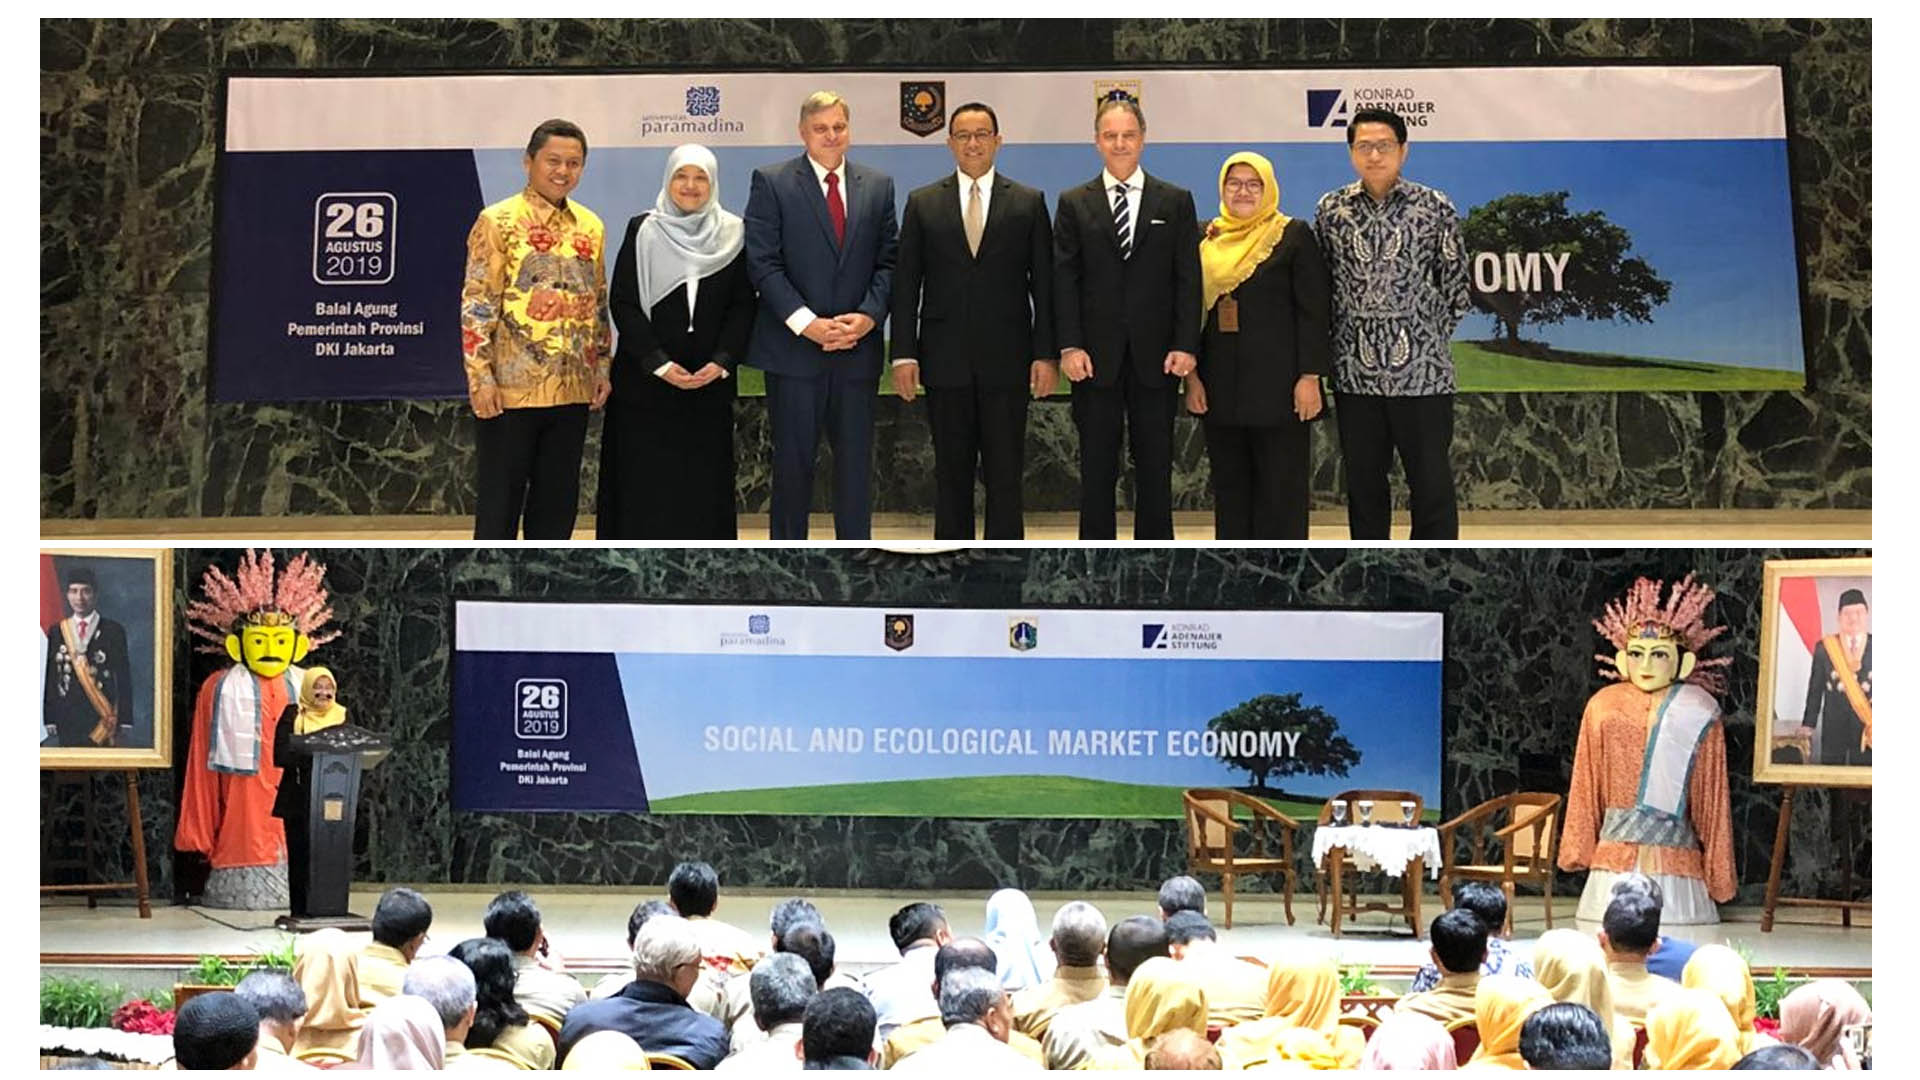 universitas
paramadina
KONRAD
ADENAUER
26
AGUSTUS
2019
Balai Agung
Pemerintah Provinsi
DKI Jakarta
OMY
universitas
paramadina
KONRAD
ADENAUER
STIFTUNG
26
AGUSTUS
2019
Balai Agung
Pemerintah Provinsi
DKI Jakarta
SOCIAL AND ECOLOGICAL MARKET ECONOMY